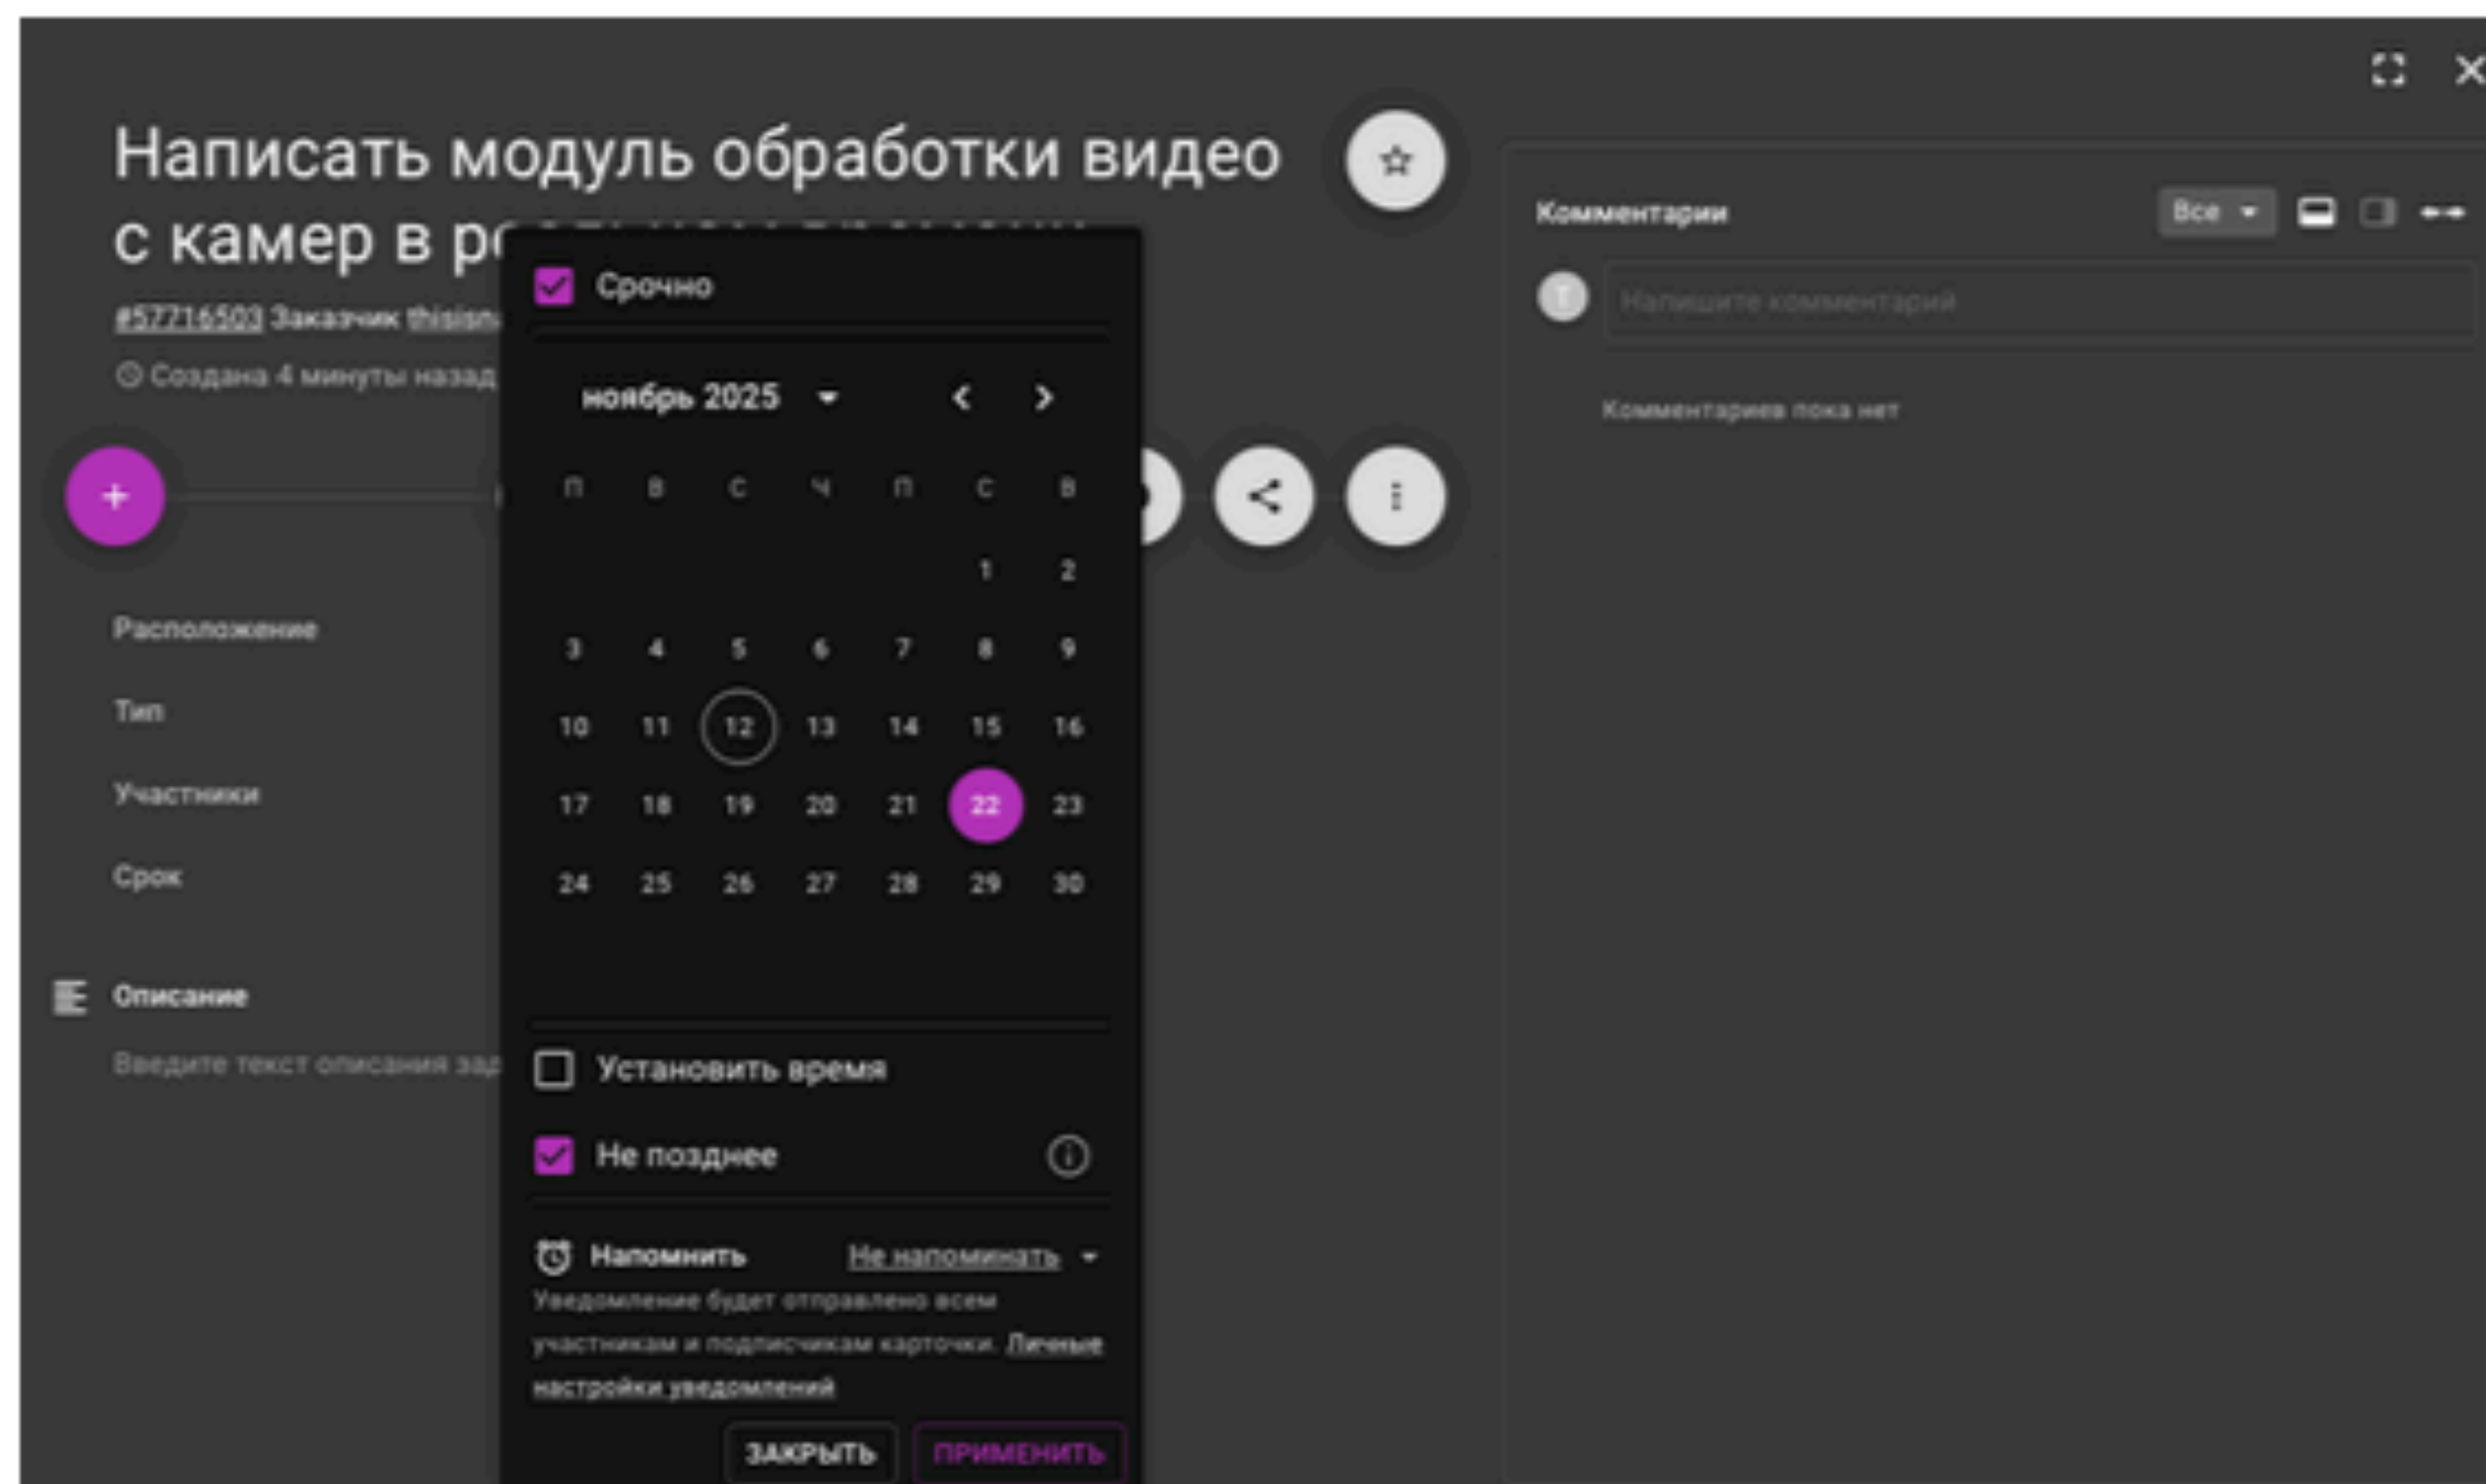 Написать модуль обработки видео
с камер в
#57716503 Заказчик
Создана 4 минуты назад
Расположение
Тип
Участники
Срок
Описание
Введите текст описания
Срочно
ноябрь 2025
П В С Ч П С В
1 2
3 4 5 6 7 8 9
10 11 12 13 14 15 16
17 18 19 20 21 22 23
24 25 26 27 28 29 30
Установить время
Не позднее
Напомнить Не напоминать
Уведомление будет отправлено всем
участникам и подписчикам карточки. Личные
настройки уведомлений
ЗАКРЫТЬ ПРИМЕНИТЬ
Комментарии Все
T
Напишите комментарий
Комментариев пока нет